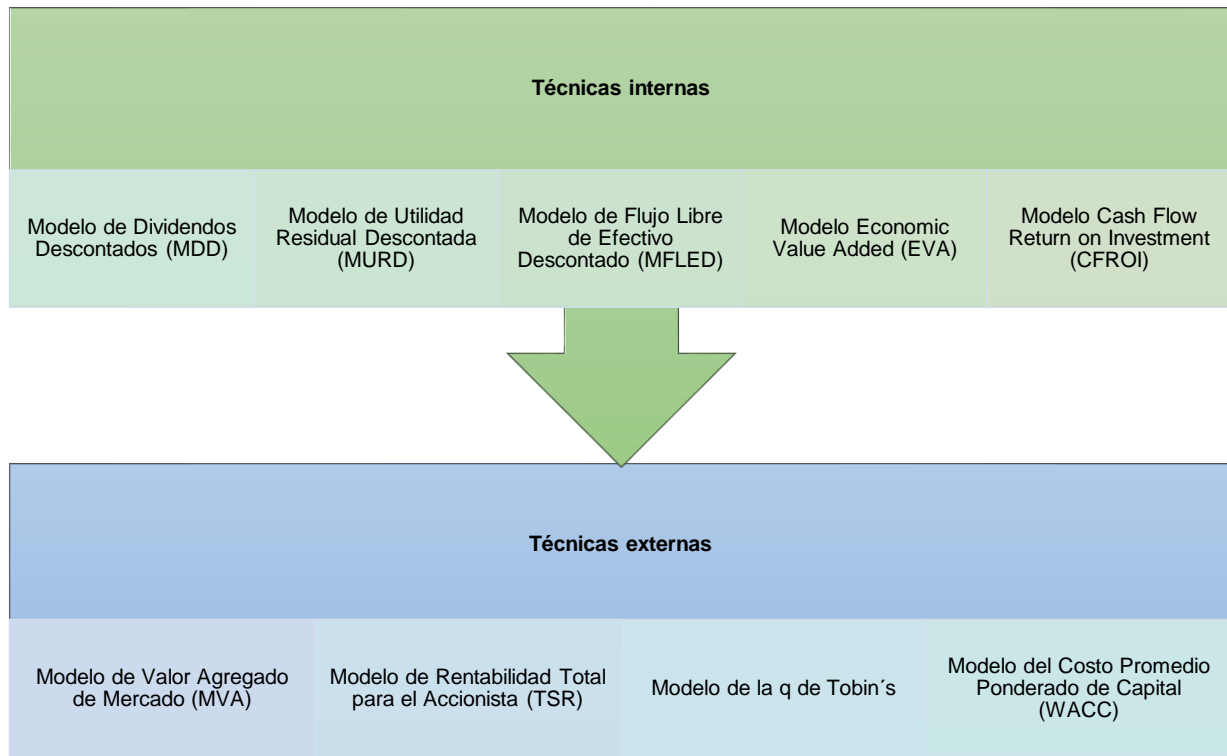 Técnicas internas
Modelo de Dividendos
Descontados (MDD)
Modelo de Utilidad
Residual Descontada
(MURD)
Modelo de Flujo Libre
de Efectivo
Descontado (MFLED)
Modelo Economic
Value Added (EVA)
Modelo Cash Flow
Return on Investment
(CFROI)
Técnicas externas
Modelo de Valor Agregado
de Mercado (MVA)
Modelo de Rentabilidad Total
para el Accionista (TSR)
Modelo de la q de Tobin´s
Modelo del Costo Promedio
Ponderado de Capital
(WACC)